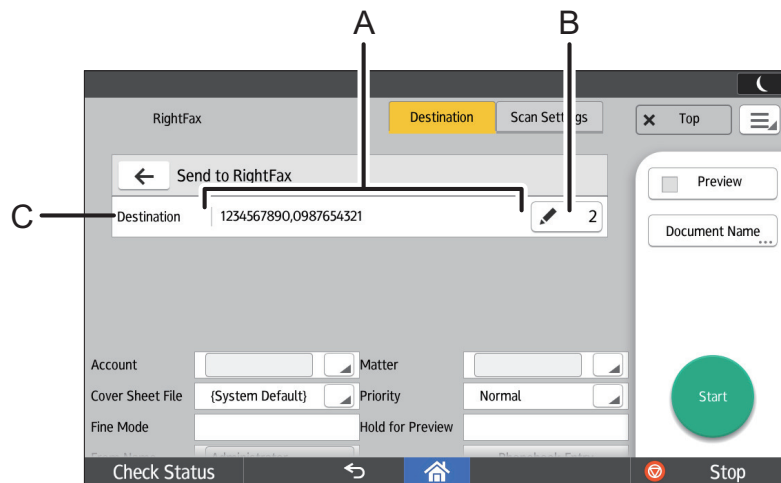 A B
RightFax Destination Scan Settings Top
Send to RightFax Preview
C Destination 1234567890,0987654321 2
Document Name
Account Matter
Cover Sheet File {System Default} Priority Normal Start
Fine Mode Hold for Preview
Check Status Stop